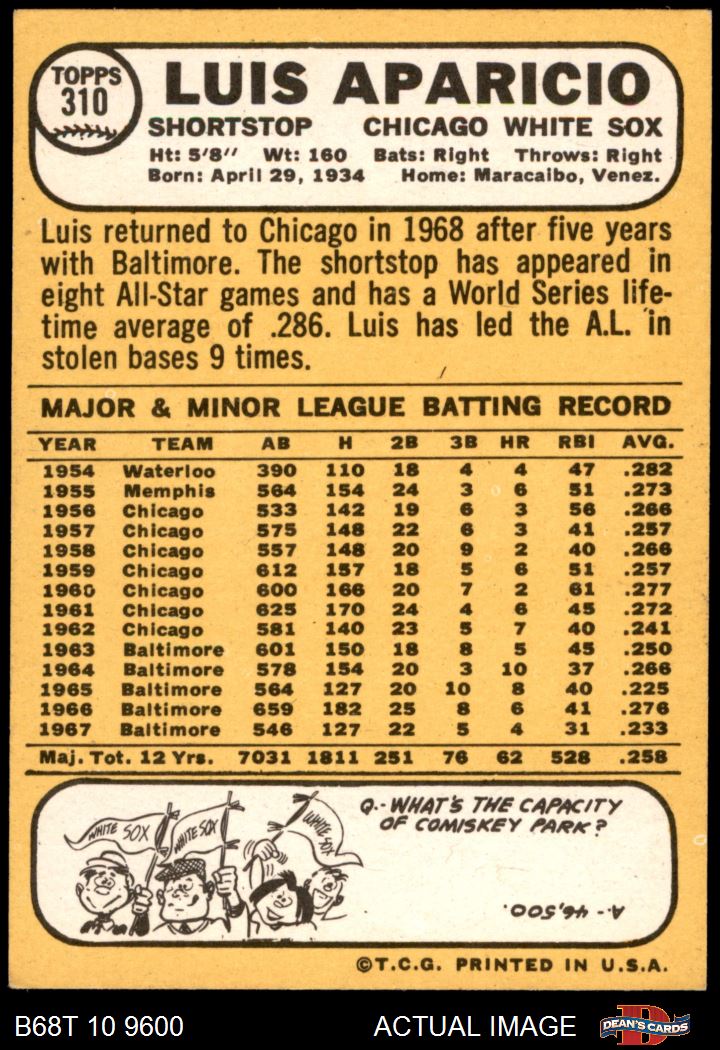 TOPPS
310
LUIS APARICIO
SHORTSTOP CHICAGO WHITE SOX
Ht: 5'8" Wt: 160 Bats: Right Throws: Right
Born: April 29, 1934 Home: Maracaibo, Venez.
Luis returned to Chicago in 1968 after five years
with Baltimore. The shortstop has appeared in
eight All-Star games and has a World Series life-
time average of .286. Luis has led the A.L. in
stolen bases 9 times.
MAJOR & MINOR LEAGUE BATTING RECORD
YEAR TEAM AB H 2B 3B HR RBI AVG.
1954 Waterloo 390 110 18 4 4 47 .282
1955 Memphis 564 154 24 3 6 51 .273
1956 Chicago 533 142 19 6 3 56 .266
1957 Chicago 575 148 22 6 3 41 .257
1958 Chicago 557 148 20 9 2 40 .266
1959 Chicago 612 157 18 5 6 51 .257
1960 Chicago 600 166 20 7 2 61 .277
1961 Chicago 625 170 24 4 6 45 .272
1962 Chicago 581 140 23 5 7 40 .241
1963 Baltimore 601 150 18 8 5 45 .250
1964 Baltimore 578 154 20 3 10 37 .266
1965 Baltimore 564 127 20 10 8 40 .225
1966 Baltimore 659 182 25 8 6 41 .276
1967 Baltimore 546 127 22 5 4 31 .233
Maj. Tot. 12 Yrs. 7031 1811 251 76 62 528 .258
WHITE SOX WHITE SOX WHITE SOX
Q.- WHAT'S THE CAPACITY
OF COMISKEY PARK?
A- 46,500.
©T.C.G. PRINTED IN U.S.A.
B68T 10 9600 ACTUAL IMAGE D DEAN'S CARDS